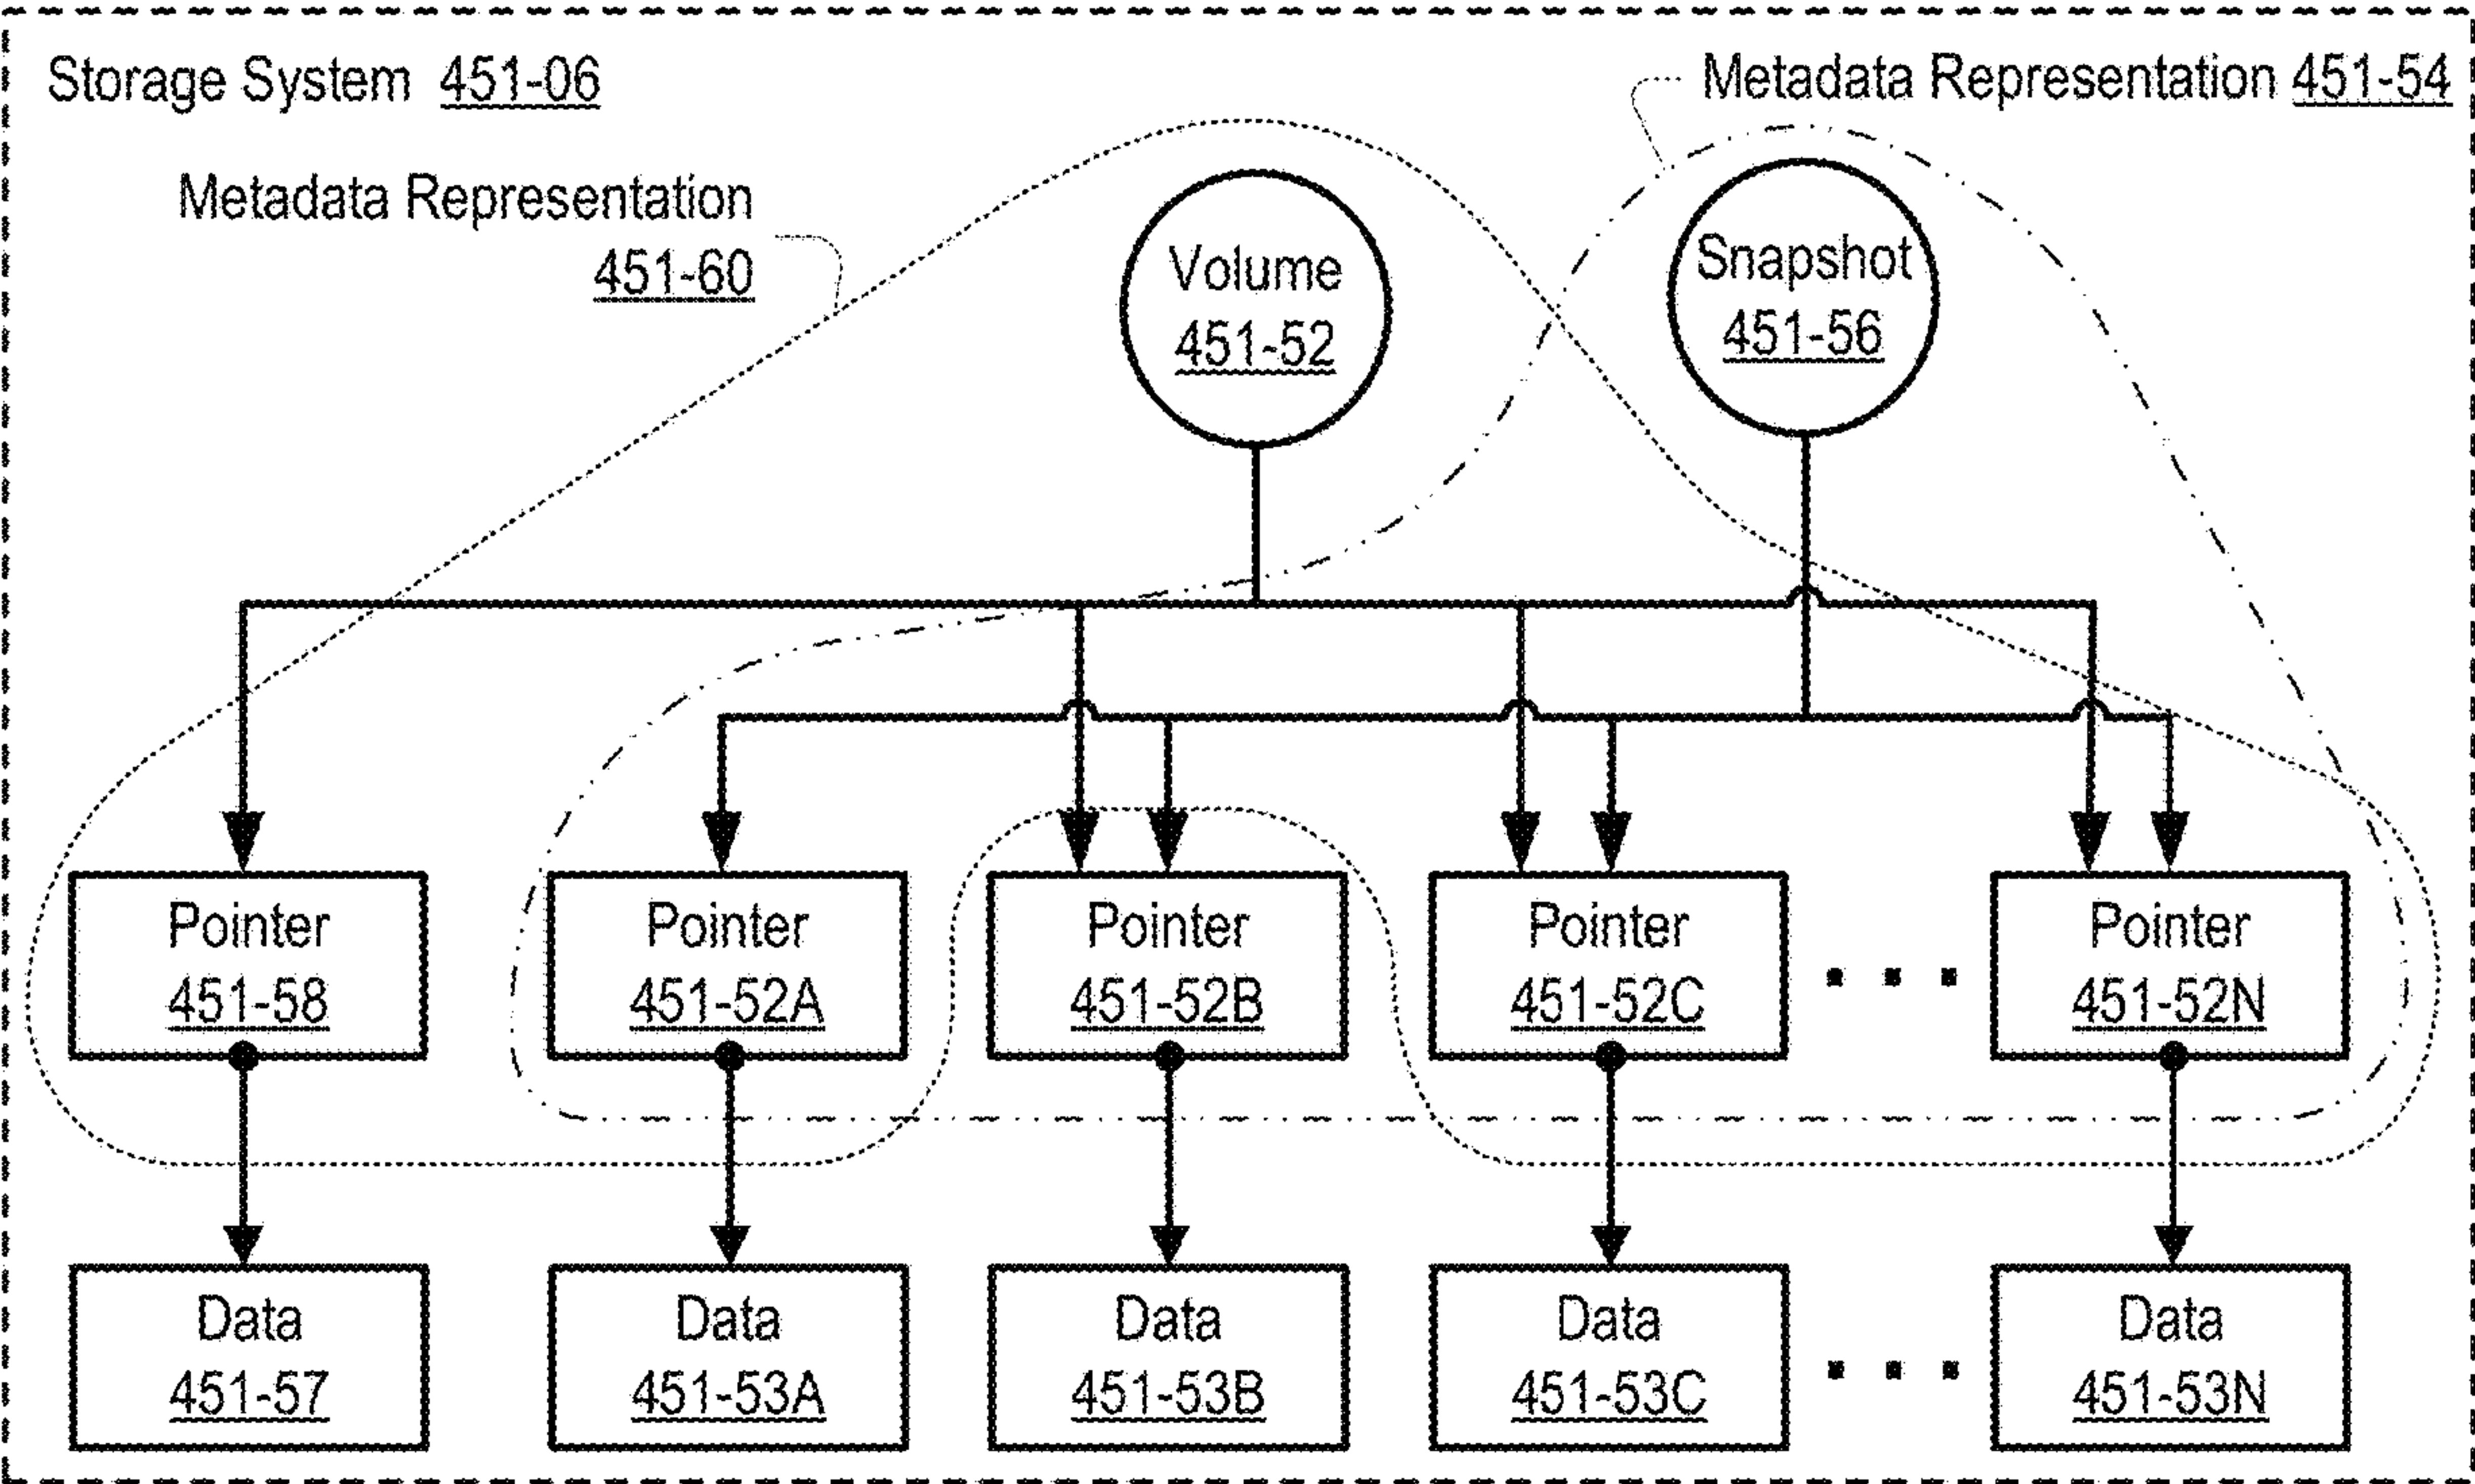 Storage System 451-06
Metadata Representation 451-54
Metadata Representation
451-60
Volume
451-52
Snapshot
451-56
Pointer
451-58
Pointer
451-52A
Pointer
451-52B
Pointer
451-52C
. . .
Pointer
451-52N
Data
451-57
Data
451-53A
Data
451-53B
Data
451-53C
. . .
Data
451-53N